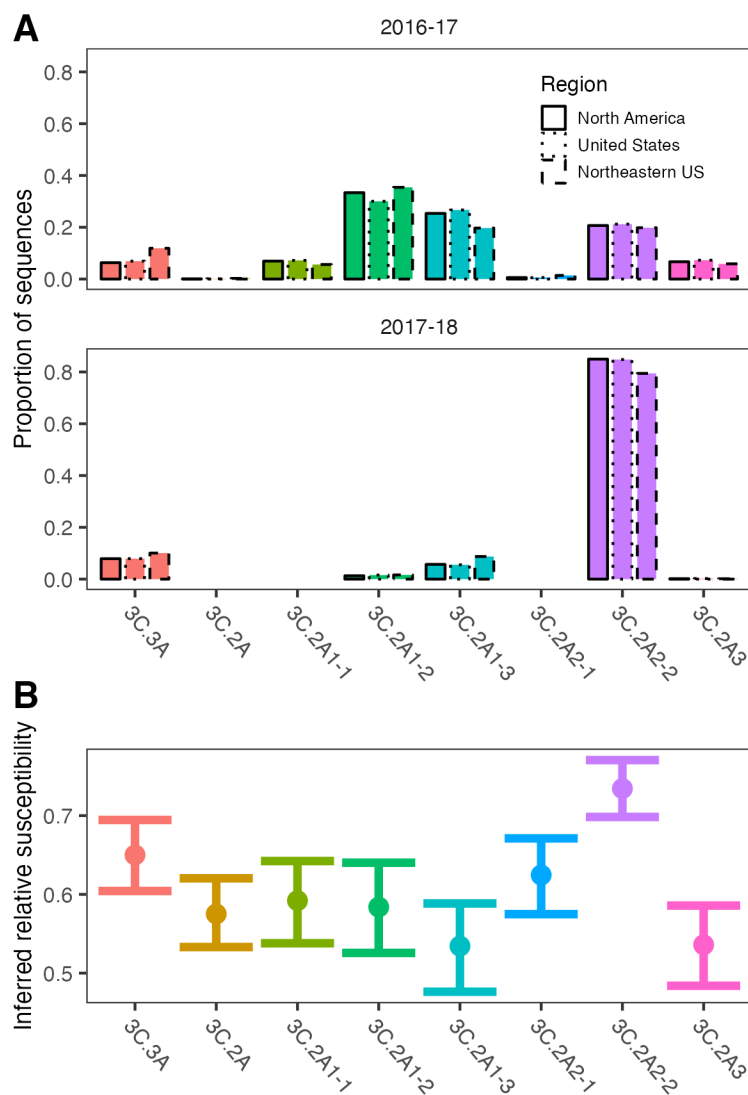 A
2016-17
Proportion of sequences
0.8
0.6
0.4
0.2
0.0
Region
North America
United States
Northeastern US
2017-18
0.8
0.6
0.4
0.2
0.0
3C.3A
3C.2A
3C.2A1-1
3C.2A1-2
3C.2A1-3
3C.2A2-1
3C.2A2-2
3C.2A3
B
Inferred relative susceptibility
0.7
0.6
0.5
3C.3A
3C.2A
3C.2A1-1
3C.2A1-2
3C.2A1-3
3C.2A2-1
3C.2A2-2
3C.2A3